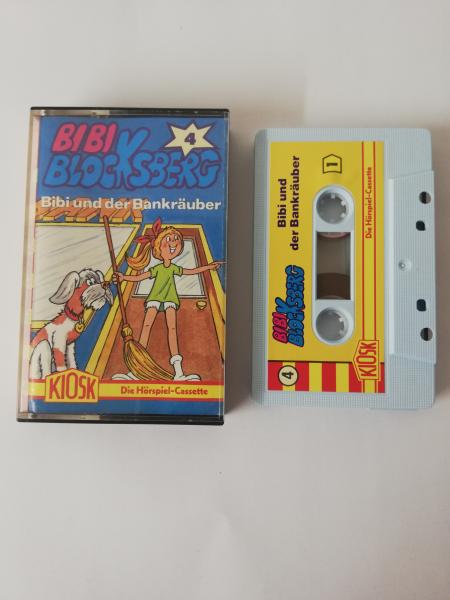 BIBI
BLOCKSBERG
4
Bibi und der Bankräuber
KIOSK
Die Hörspiel-Cassette
1
Bibi und
der Bankräuber
Die Hörspiel-Cassette
BIBI
BLOCKSBERG
4
KIOSK